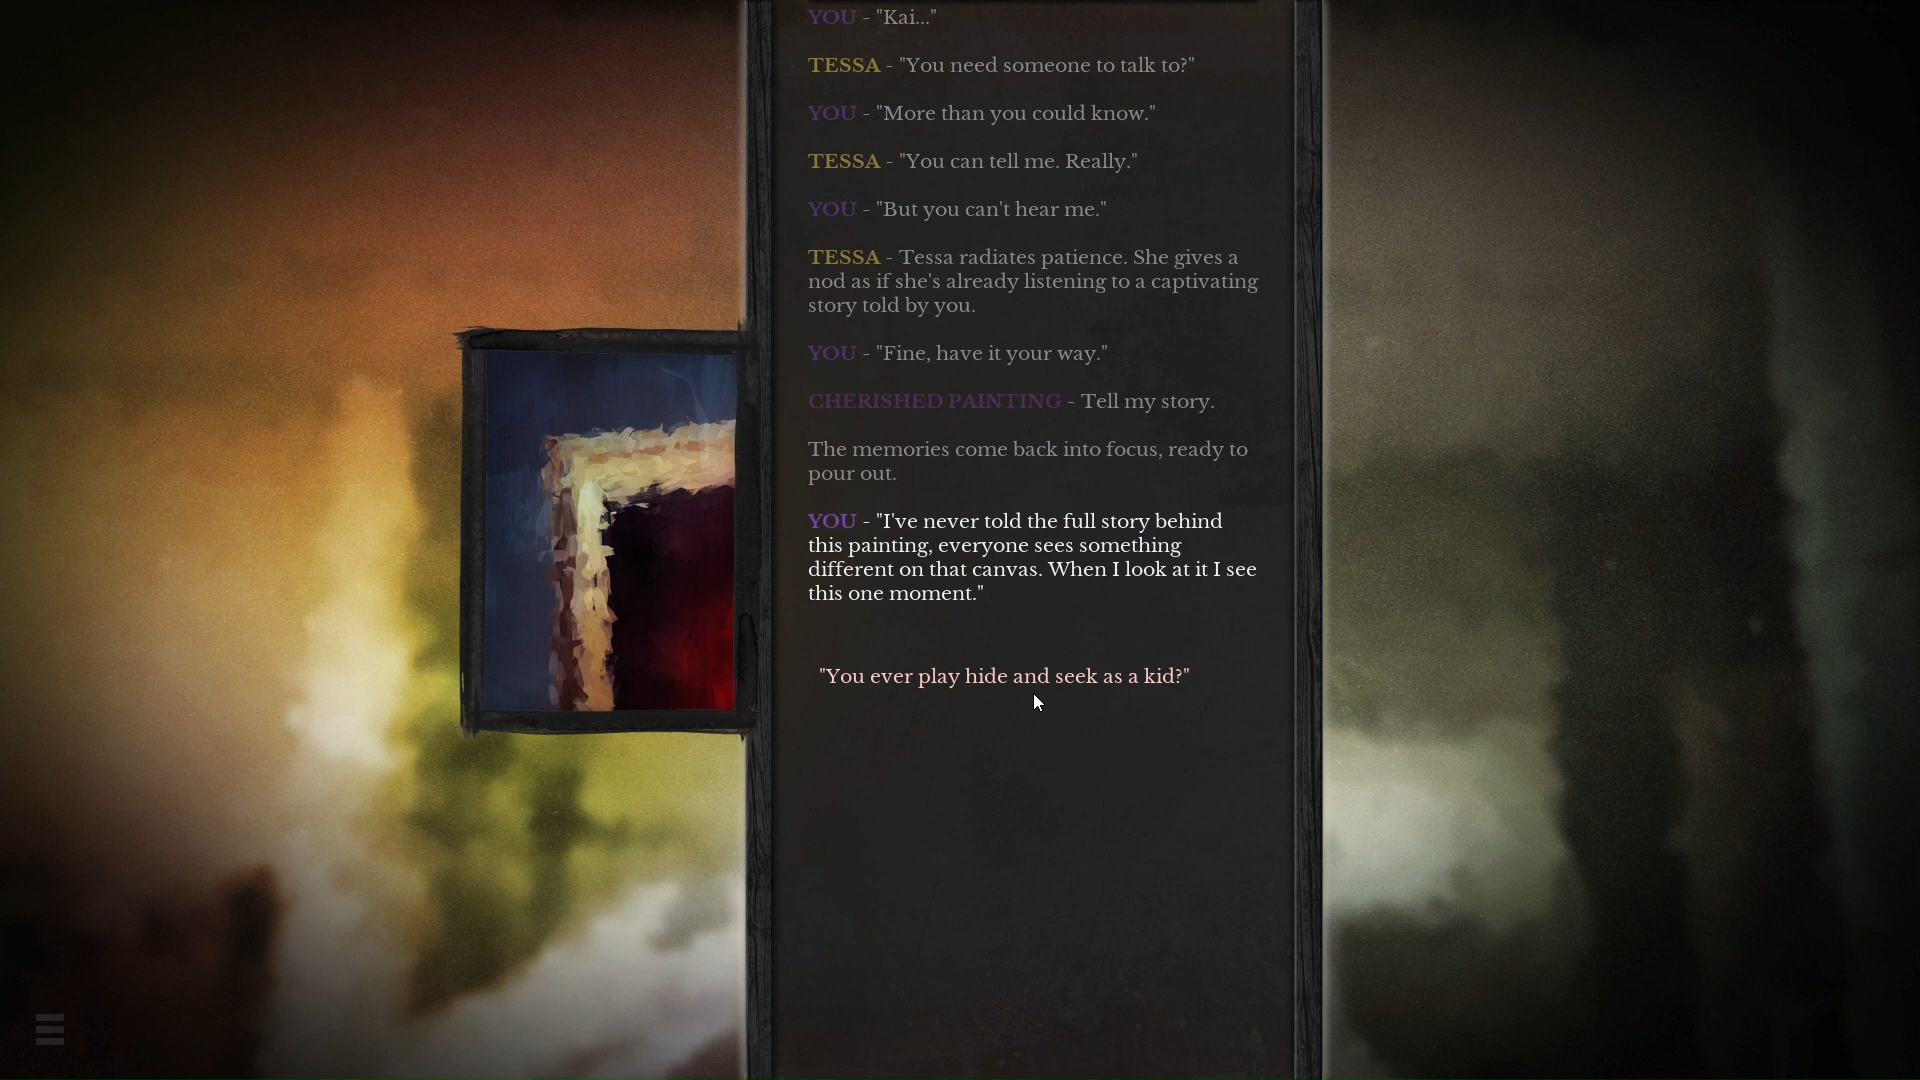 YOU - "Kai..."
TESSA - "You need someone to talk to?"
YOU - "More than you could know."
TESSA - "You can tell me. Really."
YOU - "But you can't hear me."
TESSA - Tessa radiates patience. She gives a
nod as if she's already listening to a captivating
story told by you.
YOU - "Fine, have it your way."
CHERISHED PAINTING - Tell my story.
The memories come back into focus, ready to
pour out.
YOU - "I've never told the full story behind
this painting, everyone sees something
different on that canvas. When I look at it I see
this one moment."
"You ever play hide and seek as a kid?"